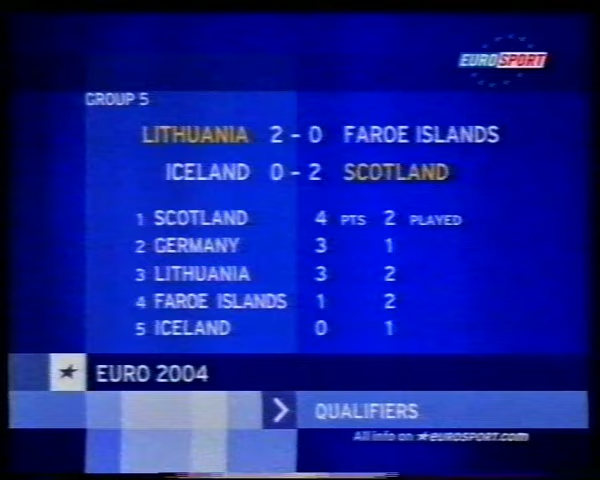 EUROSPORT
GROUP 5
LITHUANIA 2 - 0 FAROE ISLANDS
ICELAND 0 - 2 SCOTLAND
1 SCOTLAND 4 PTS 2 PLAYED
2 GERMANY 3 1
3 LITHUANIA 3 2
4 FAROE ISLANDS 1 2
5 ICELAND 0 1
EURO 2004
QUALIFIERS
All info on eurosport.com